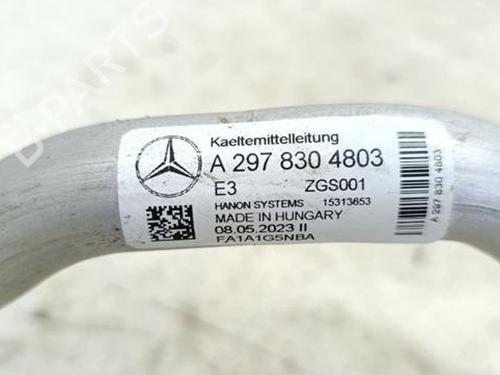 Kaeltemittelleitung
A 297 830 4803
E3 ZGS001
HANON SYSTEMS 15313653
MADE IN HUNGARY
08.05.2023 II
FA1A1G5NBA
A 297 830 4803